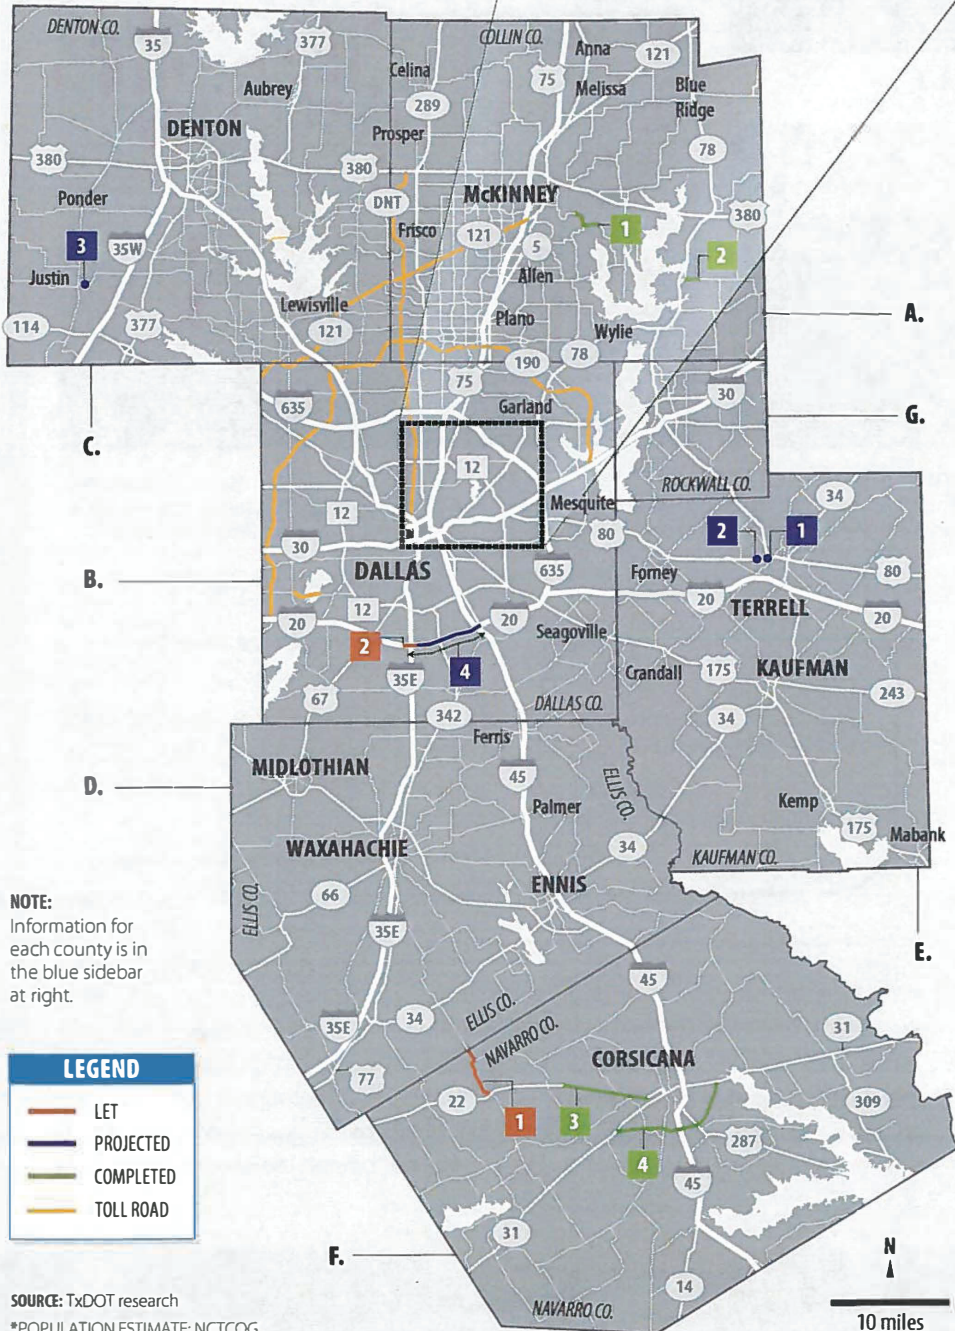 DENTON CO.
COLLIN CO.
35
377
Anna
121
Celina
75
Melissa
Blue
Ridge
Aubrey
289
DENTON
Prosper
78
380
380
Ponder
DNT
McKINNEY
380
3
35W
Frisco
121
5
1
2
Justin
Allen
Lewisville
114
377
121
Plano
Wylie
A.
190
78
C.
75
30
635
Garland
G.
12
ROCKWALL CO.
34
12
Mesquite
80
2
1
30
DALLAS
635
Forney
80
B.
12
20
TERRELL
20
20
20
Seagoville
2
4
35E
Crandall
175
KAUFMAN
67
243
342
DALLAS CO.
34
Ferris
MIDLOTHIAN
45
ELLIS CO.
D.
Palmer
Kemp
175
Mabank
WAXAHACHIE
34
KAUFMAN CO.
ENNIS
66
ELLIS CO.
35E
E.
NOTE:
Information for
each county is in
the blue sidebar
at right.
45
ELLIS CO.
NAVARRO CO.
35E
34
31
CORSICANA
LEGEND
77
22
309
LET
1
3
287
PROJECTED
4
COMPLETED
45
TOLL ROAD
31
F.
N
14
SOURCE: TxDOT research
NAVARRO CO.
10 miles
*POPULATION ESTIMATE: NCTCOG